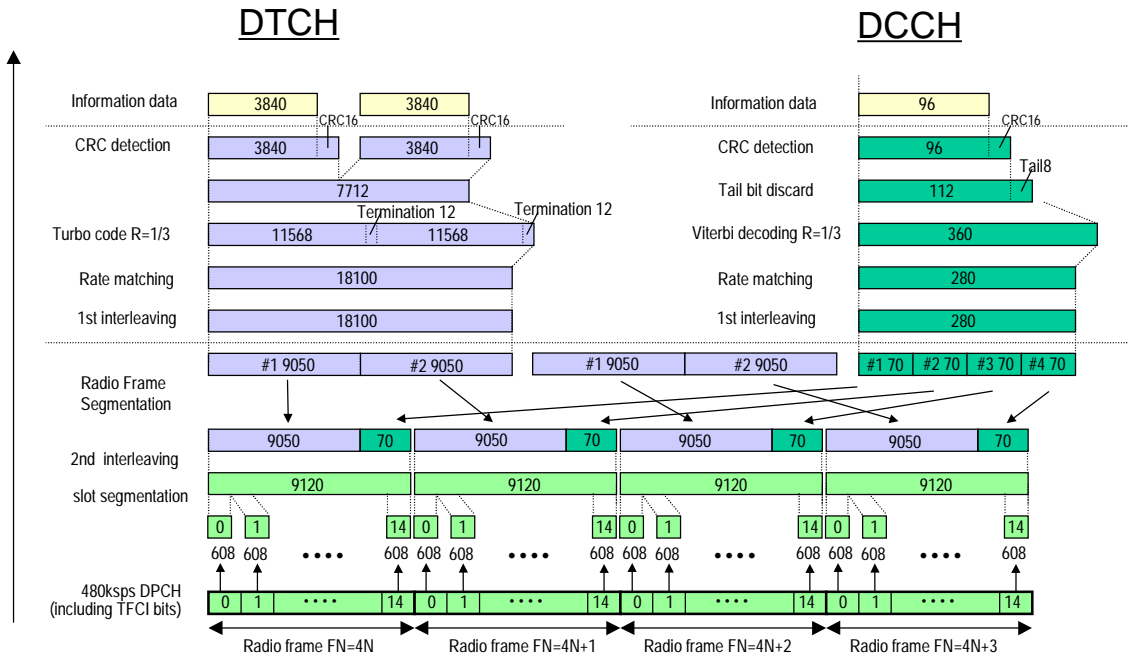 DTCH
DCCH
Information data
3840
3840
Information data
96
CRC16
CRC16
CRC16
CRC detection
3840
3840
CRC detection
96
Tail8
7712
Tail bit discard
112
Termination 12
Termination 12
Turbo code R=1/3
11568
11568
Viterbi decoding R=1/3
360
Rate matching
18100
Rate matching
280
1st interleaving
18100
1st interleaving
280
#1 9050
#2 9050
#1 9050
#2 9050
#1 70
#2 70
#3 70
#4 70
Radio Frame
Segmentation
9050
70
9050
70
9050
70
9050
70
2nd interleaving
slot segmentation
9120
9120
9120
9120
0
1
14
0
1
14
0
1
14
0
1
14
608
608
••••
608
608
608
••••
608
608
608
••••
608
608
608
••••
608
480ksps DPCH
(including TFCI bits)
0
1
••••
14
0
1
••••
14
0
1
••••
14
0
1
••••
14
Radio frame FN=4N
Radio frame FN=4N+1
Radio frame FN=4N+2
Radio frame FN=4N+3